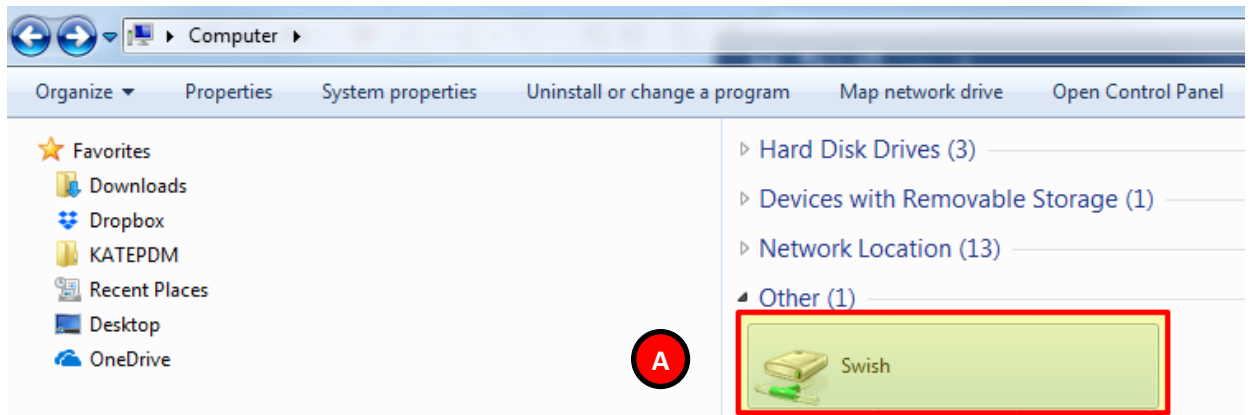 Computer
Organize Properties System properties Uninstall or change a program Map network drive Open Control Panel
Favorites
Downloads
Dropbox
KATEPDM
Recent Places
Desktop
OneDrive
Hard Disk Drives (3)
Devices with Removable Storage (1)
Network Location (13)
Other (1)
A
Swish